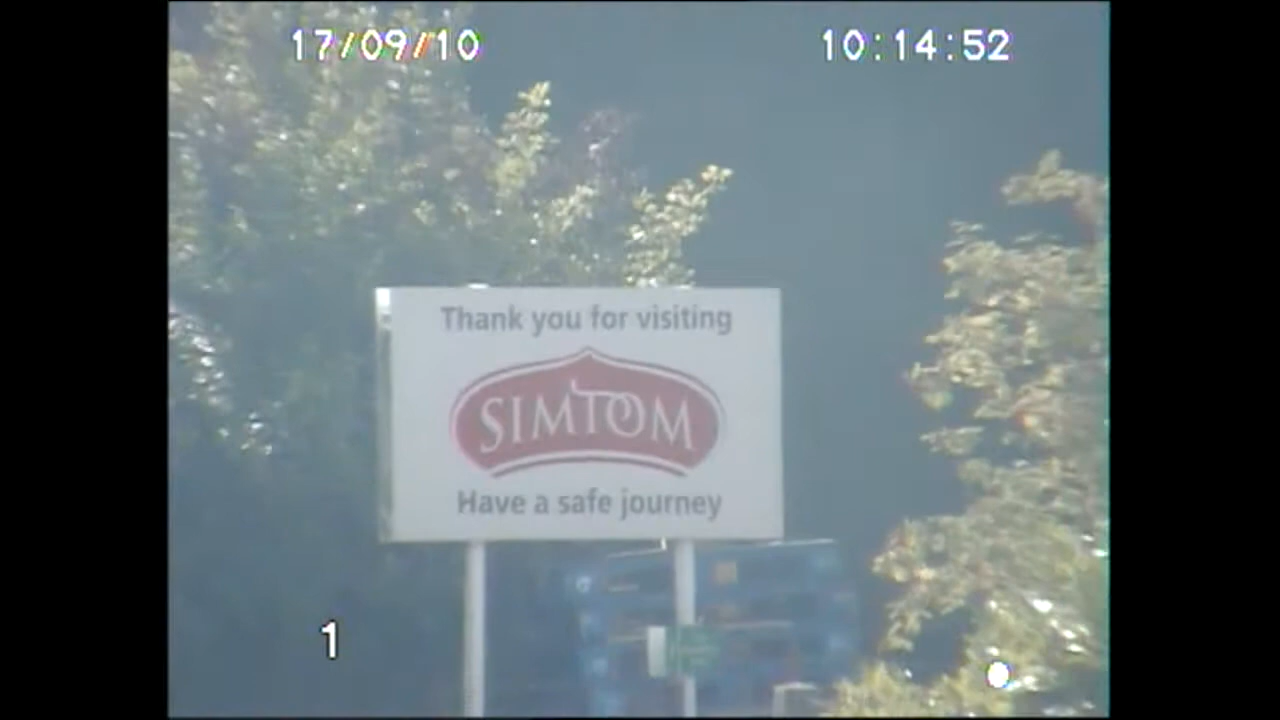 17/09/10
10:14:52
Thank you for visiting
SIMTOM
Have a safe journey
1